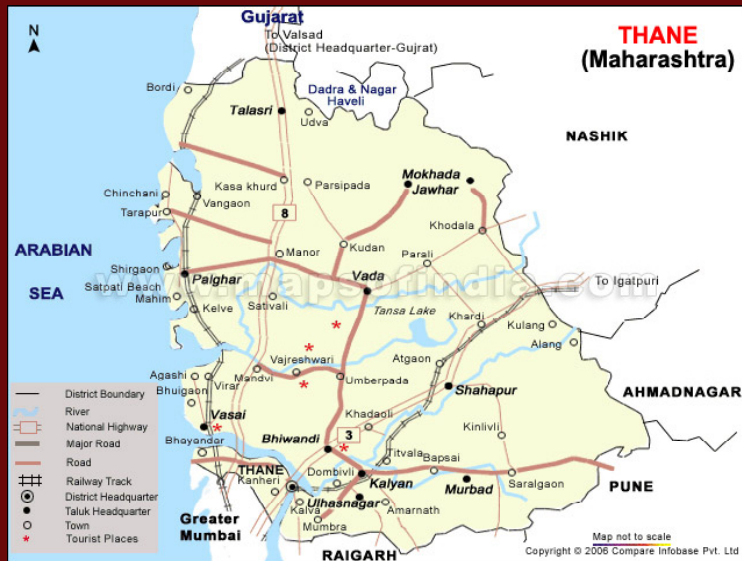 Gujarat
N
To Valsad
(District Headquarter-Gujrat)
THANE
(Maharashtra)
Bordi
Dadra & Nagar
Haveli
Talasri
Udva
NASHIK
Mokhada
Jawhar
Kasa khurd
Parsipada
Chinchani
Vangaon
Tarapur
8
Khodala
ARABIAN
SEA
Manor
Kudan
Parali
Shirgaon
Palghar
Vada
www.mapsofindia.com
To Igatpuri
Satpati Beach
Mahim
Kelve
Sativali
Tansa Lake
Khardi
Kulang
Alang
Vajreshwari
Atgaon
Agashi
Virar
Mandvi
Umberpada
Shahapur
AHMADNAGAR
Bhuigaon
Vasai
Khadaoli
Kinlivli
Bhayandar
Bhiwandi
3
Titvala
Bapsai
THANE
Dombivli
Kalyan
Murbad
Saralgaon
PUNE
Kanheri
Ulhasnagar
Kalva
Amarnath
Mumbra
Greater
Mumbai
RAIGARH
District Boundary
River
National Highway
Major Road
Road
Railway Track
District Headquarter
Taluk Headquarter
Town
Tourist Places
Map not to scale
Copyright © 2006 Compare Infobase Pvt. Ltd